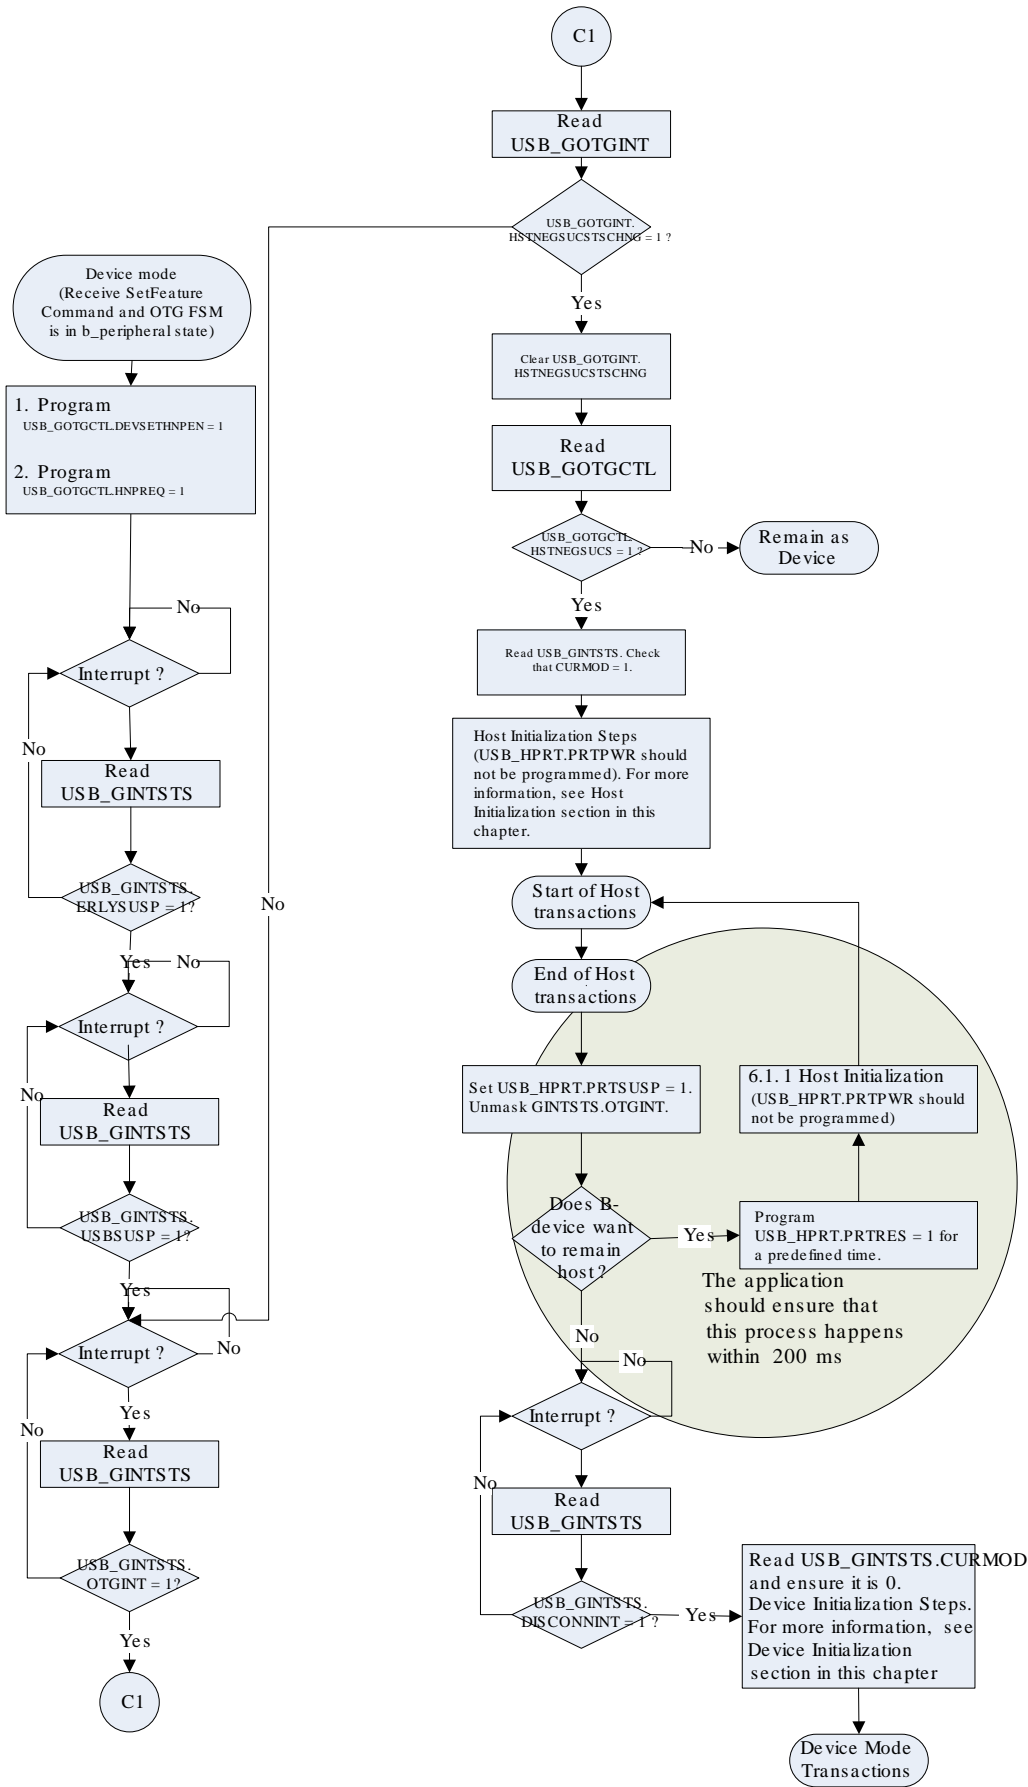 Device mode
(Receive SetFeature
Command and OTG FSM
is in b_peripheral state)
1. Program
USB_GOTGCTL.DEVSETHNPEN = 1
2. Program
USB_GOTGCTL.HNPREQ = 1
No
Interrupt ?
No
Read
USB_GINTSTS
USB_GINTSTS.
ERLYSUSP = 1?
Yes
No
Interrupt ?
No
Read
USB_GINTSTS
USB_GINTSTS.
USBSUSP = 1?
Yes
Interrupt ?
No
Yes
No
Read
USB_GINTSTS
USB_GINTSTS.
OTGINT = 1?
Yes
C1
C1
Read
USB_GOTGINT
USB_GOTGINT.
HSTNEGSUCSTSCHNG = 1 ?
No
Yes
Clear USB_GOTGINT.
HSTNEGSUCSTSCHNG
Read
USB_GOTGCTL
USB_GOTGCTL.
HSTNEGSUCS = 1 ?
No
Remain as
Device
Yes
Read USB_GINTSTS. Check
that CURMOD = 1.
Host Initialization Steps
(USB_HPRT.PRTPWR should
not be programmed). For more
information, see Host
Initialization section in this
chapter.
Start of Host
transactions
End of Host
transactions
Set USB_HPRT.PRTSUSP = 1.
Unmask GINTSTS.OTGINT.
6.1.1 Host Initialization
(USB_HPRT.PRTPWR should
not be programmed)
Does B-
device want
to remain
host ?
Yes
Program
USB_HPRT.PRTRES = 1 for
a predefined time.
The application
should ensure that
this process happens
within 200 ms
No
No
Interrupt ?
No
Read
USB_GINTSTS
USB_GINTSTS.
DISCONNINT = 1 ?
Yes
Read USB_GINTSTS.CURMOD
and ensure it is 0.
Device Initialization Steps.
For more information, see
Device Initialization
section in this chapter
Device Mode
Transactions